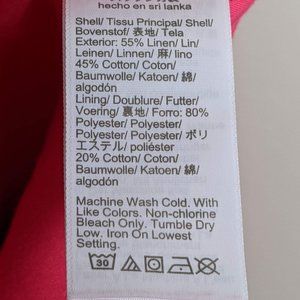 hecho en sri lanka
Shell/ Tissu Principal/ Shell/
Bovenstof/ 表地/ Tela
Exterior: 55% Linen/ Lin/
Leinen/ Linnen/ 麻/ lino
45% Cotton/ Coton/
Baumwolle/ Katoen/ 綿/
algodón
Lining/ Doublure/ Futter/
Voering/ 裏地/ Forro: 80%
Polyester/ Polyester/
Polyester/ Polyester/ ポリ
エステル/ poliéster
20% Cotton/ Coton/
Baumwolle/ Katoen/ 綿/
algodón
Machine Wash Cold. With
Like Colors. Non-chlorine
Bleach Only. Tumble Dry
Low. Iron On Lowest
Setting.
30